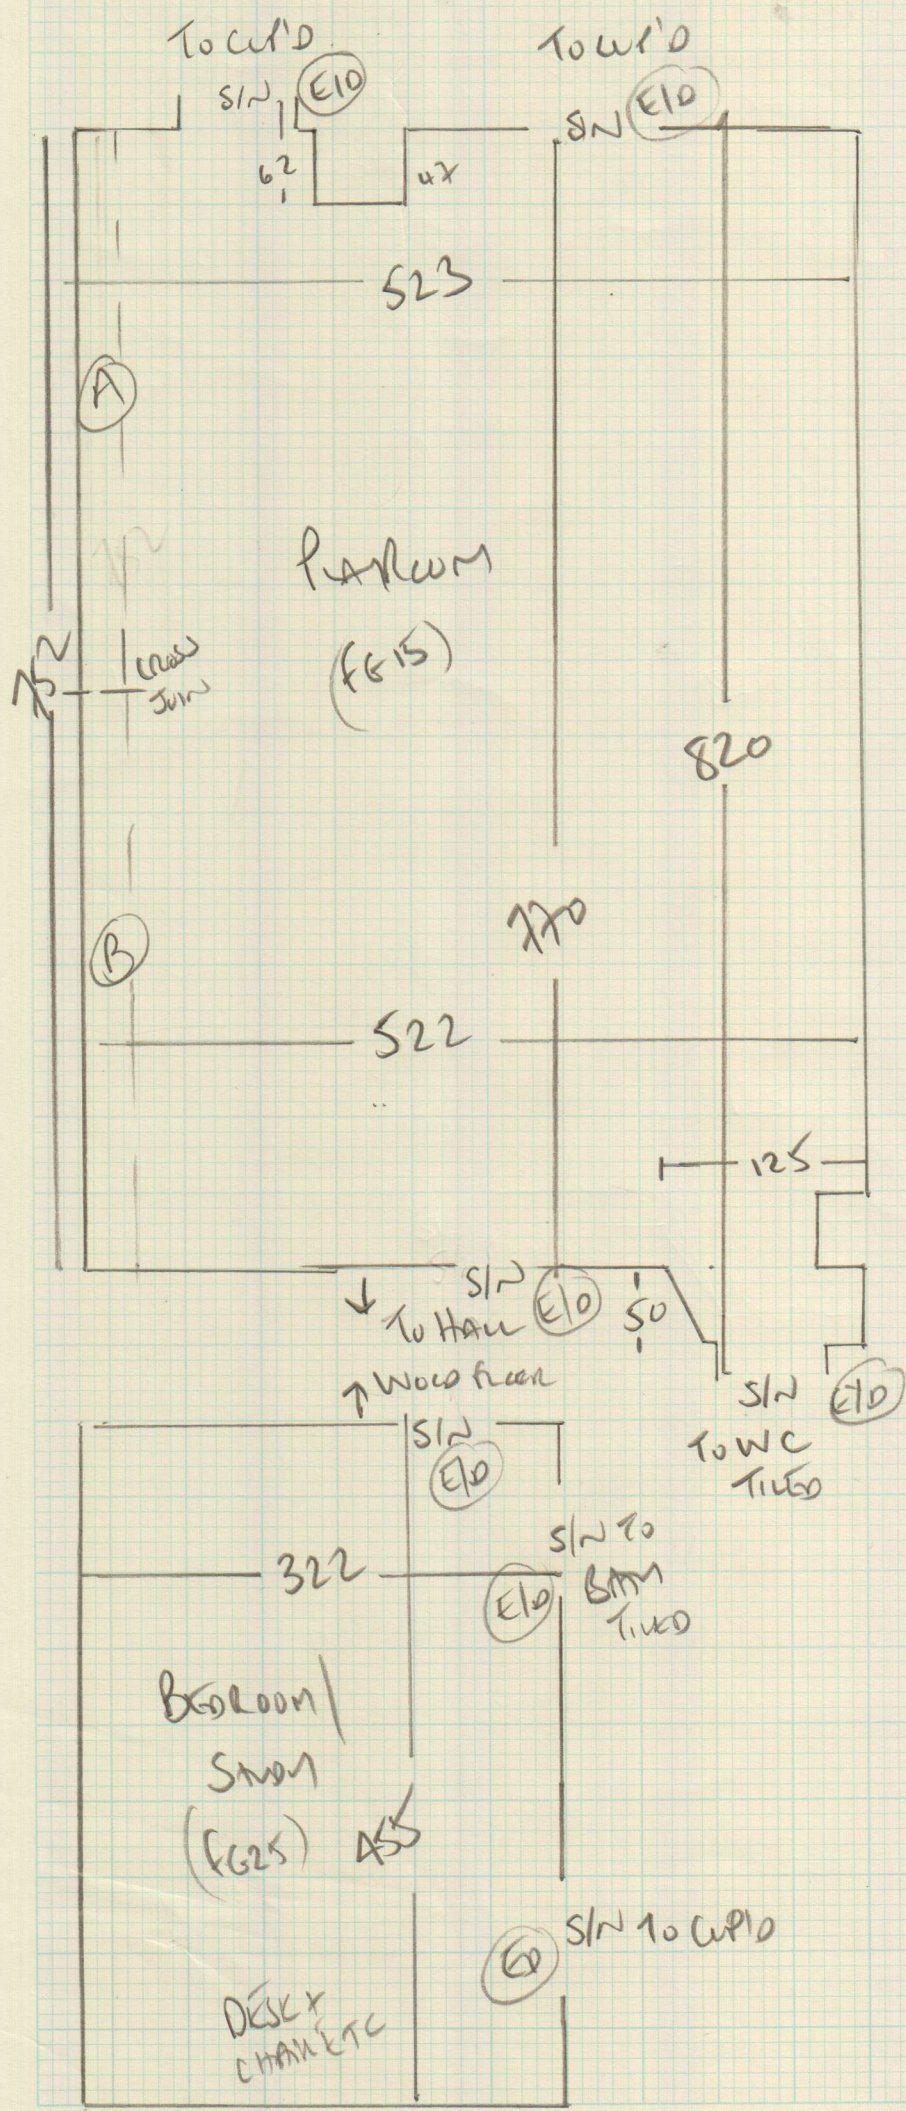 TO CUP'D
TO CUP'D
S/N E/D
S/N E/D
62
47
523
A
PLAYROOM
(FG15)
752
CROSS
JOIN
820
B
770
522
125
S/N E/D
↓ TO HALL
50
↑ WOOD FLOOR
S/N E/D
TO WC
TILED
S/N
E/D
S/N TO
BATH
TILED
322
E/D
BEDROOM/
STUDY
(FG25)
455
S/N TO CUP'D
ED
DESK +
CHAIR ETC